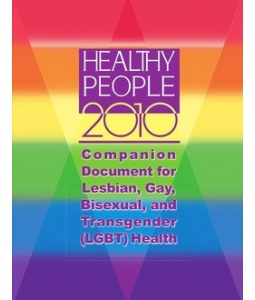 HEALTHY
PEOPLE
2010
Companion
Document for
Lesbian, Gay,
Bisexual, and
Transgender
(LGBT) Health